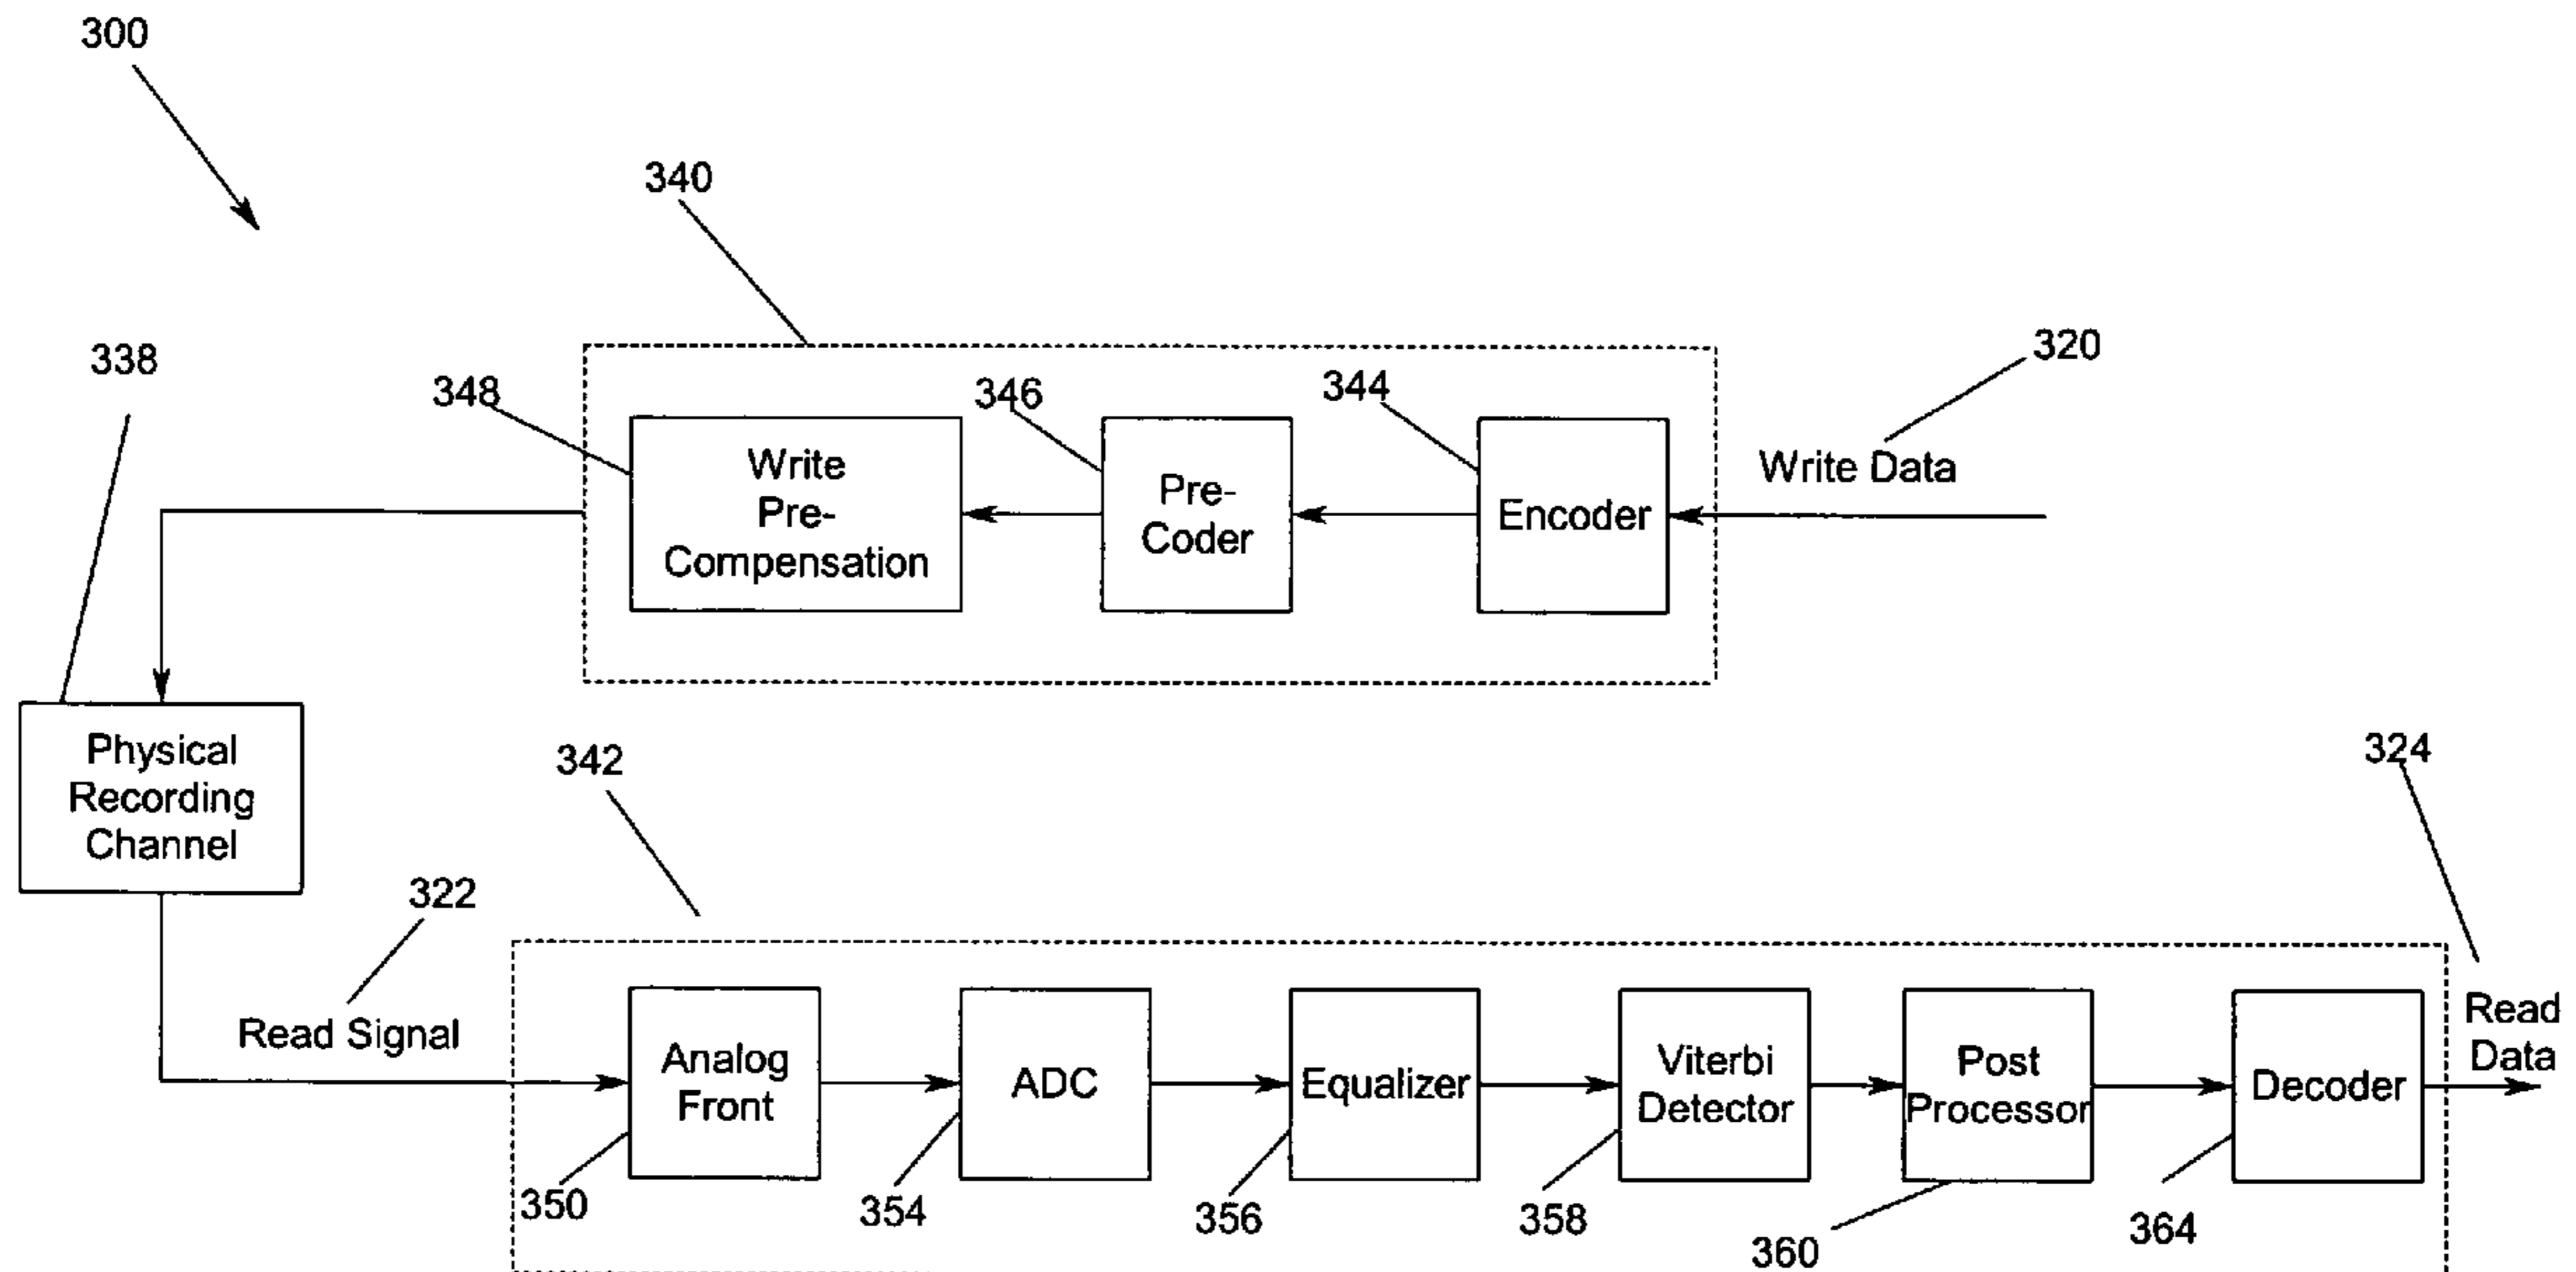 300
340
338
348
346
344
320
Write
Pre-
Compensation
Pre-
Coder
Encoder
Write Data
Physical
Recording
Channel
342
324
322
Read Signal
Analog
Front
ADC
Equalizer
Viterbi
Detector
Post
Processor
Decoder
Read
Data
350
354
356
358
360
364